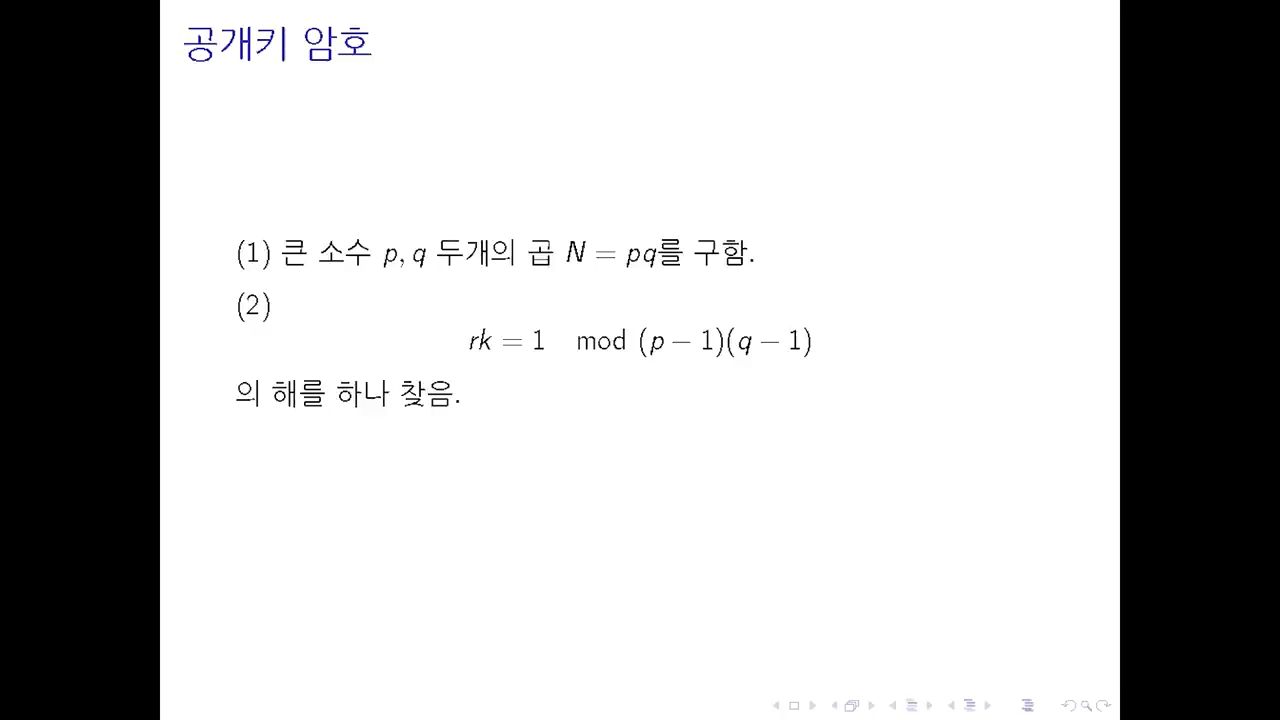 공개키 암호
(1) 큰 소수 p, q 두개의 곱 N = pq를 구함.
(2)
rk = 1 mod (p − 1)(q − 1)
의 해를 하나 찾음.